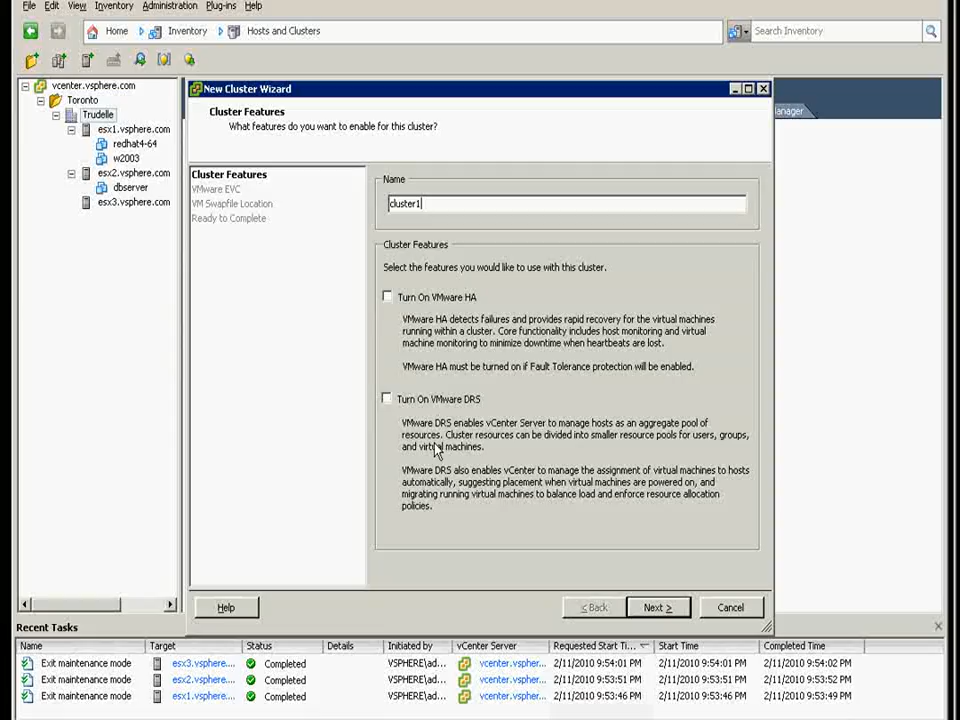 File Edit View Inventory Administration Plug-ins Help
Home Inventory Hosts and Clusters
Search Inventory
vcenter.vsphere.com
Toronto
Trudelle
esx1.vsphere.com
redhat4-64
w2003
esx2.vsphere.com
dbserver
esx3.vsphere.com
New Cluster Wizard
Cluster Features
What features do you want to enable for this cluster?
Cluster Features
VMware EVC
VM Swapfile Location
Ready to Complete
Name
cluster1
Cluster Features
Select the features you would like to use with this cluster.
Turn On VMware HA
VMware HA detects failures and provides rapid recovery for the virtual machines
running within a cluster. Core functionality includes host monitoring and virtual
machine monitoring to minimize downtime when heartbeats are lost.
VMware HA must be turned on if Fault Tolerance protection will be enabled.
Turn On VMware DRS
VMware DRS enables vCenter Server to manage hosts as an aggregate pool of
resources. Cluster resources can be divided into smaller resource pools for users, groups,
and virtual machines.
VMware DRS also enables vCenter to manage the assignment of virtual machines to hosts
automatically, suggesting placement when virtual machines are powered on, and
migrating running virtual machines to balance load and enforce resource allocation
policies.
anager
Help < Back Next > Cancel
Recent Tasks
Name Target Status Details Initiated by vCenter Server Requested Start Ti... Start Time Completed Time
Exit maintenance mode esx3.vsphere.... Completed VSPHERE\ad... vcenter.vspher... 2/11/2010 9:54:01 PM 2/11/2010 9:54:01 PM 2/11/2010 9:54:02 PM
Exit maintenance mode esx2.vsphere.... Completed VSPHERE\ad... vcenter.vspher... 2/11/2010 9:53:51 PM 2/11/2010 9:53:51 PM 2/11/2010 9:53:52 PM
Exit maintenance mode esx1.vsphere.... Completed VSPHERE\ad... vcenter.vspher... 2/11/2010 9:53:46 PM 2/11/2010 9:53:46 PM 2/11/2010 9:53:49 PM